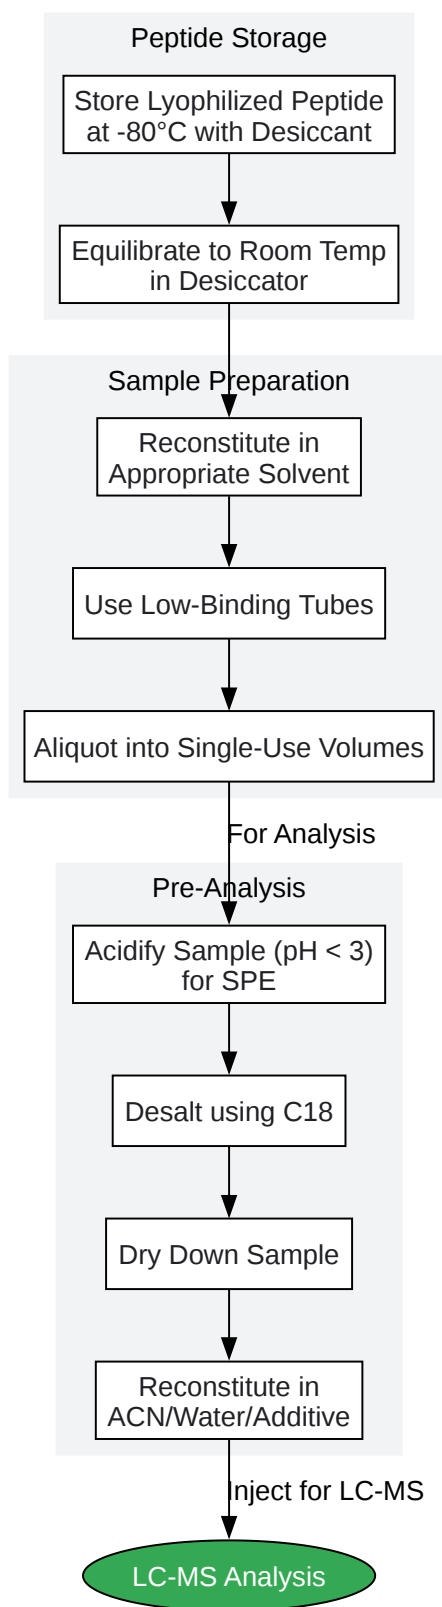 Peptide Storage
Store Lyophilized Peptide
at -80°C with Desiccant
Equilibrate to Room Temp
in Desiccator
Sample Preparation
Reconstitute in
Appropriate Solvent
Use Low-Binding Tubes
Aliquot into Single-Use Volumes
For Analysis
Pre-Analysis
Acidify Sample (pH < 3)
for SPE
Desalt using C18
Dry Down Sample
Reconstitute in
ACN/Water/Additive
Inject for LC-MS
LC-MS Analysis